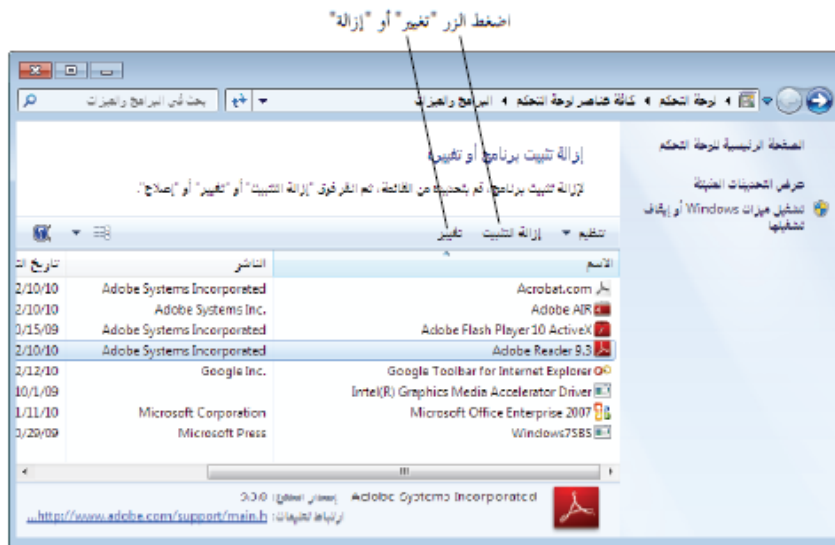 اضغط الزر "تغيير" أو "إزالة"
لوحة التحكم
كافة عناصر لوحة التحكم
البرامج والميزات
بحث في البرامج والميزات
الصفحة الرئيسية للوحة التحكم
عرض التحديثات المثبتة
تشغيل ميزات Windows أو إيقاف
تشغيلها
إزالة تثبيت برنامج أو تغييره
لإزالة تثبيت برنامج، قم بتحديده من القائمة، ثم انقر فوق "إزالة التثبيت" أو "تغيير" أو "إصلاح".
تنظيم إزالة التثبيت تغيير
الاسم الناشر تاريخ
Acrobat.com Adobe Systems Incorporated 2/10/10
Adobe AIR Adobe Systems Inc. 2/10/10
Adobe Flash Player 10 ActiveX Adobe Systems Incorporated 0/15/09
Adobe Reader 9.3 Adobe Systems Incorporated 2/10/10
Google Toolbar for Internet Explorer Google Inc. 2/12/10
Intel(R) Graphics Media Accelerator Driver 10/1/09
Microsoft Office Enterprise 2007 Microsoft Corporation 1/11/10
Windows7SBS Microsoft Press 0/29/09
Adobe Systems Incorporated إصدار المنتج: 9.3.0
ارتباط تعليمات: http://www.adobe.com/support/main.h...